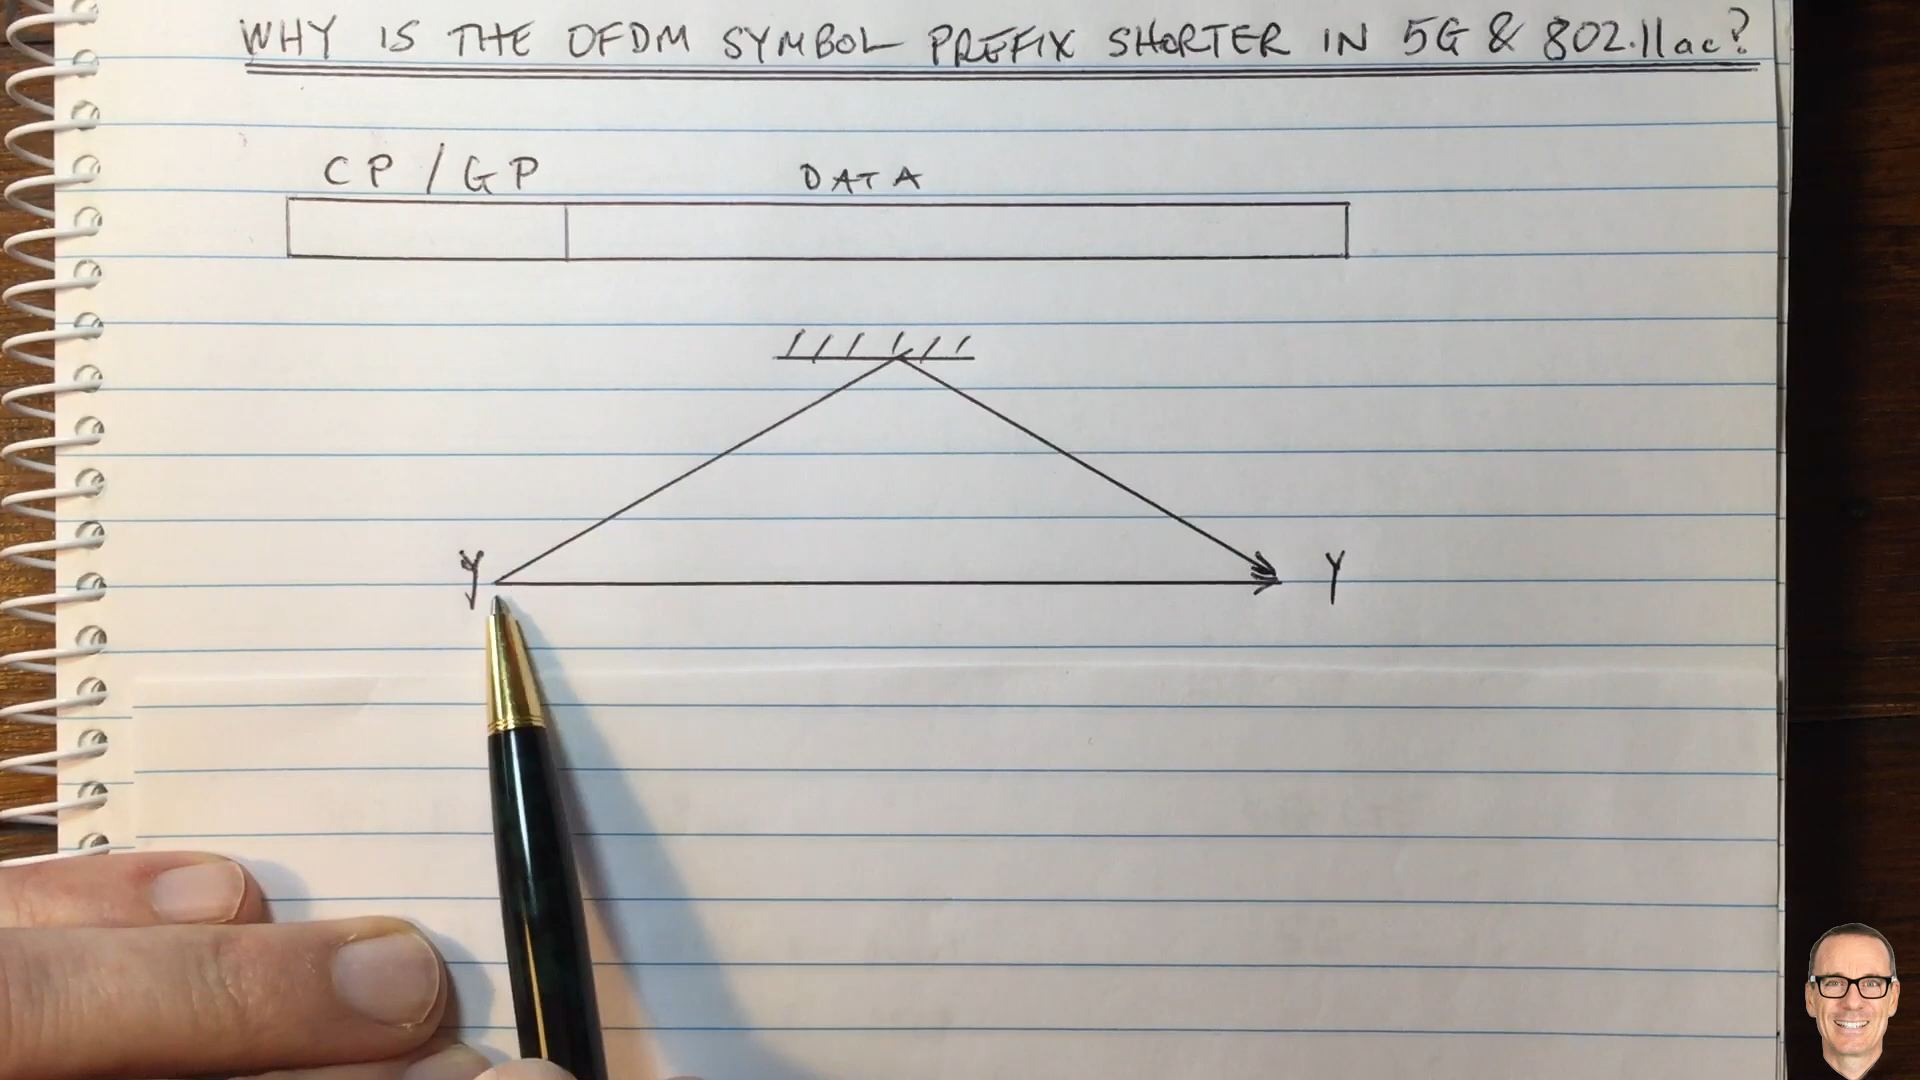 WHY IS THE OFDM SYMBOL PREFIX SHORTER IN 5G & 802.11ac?
CP/GP DATA
Y Y